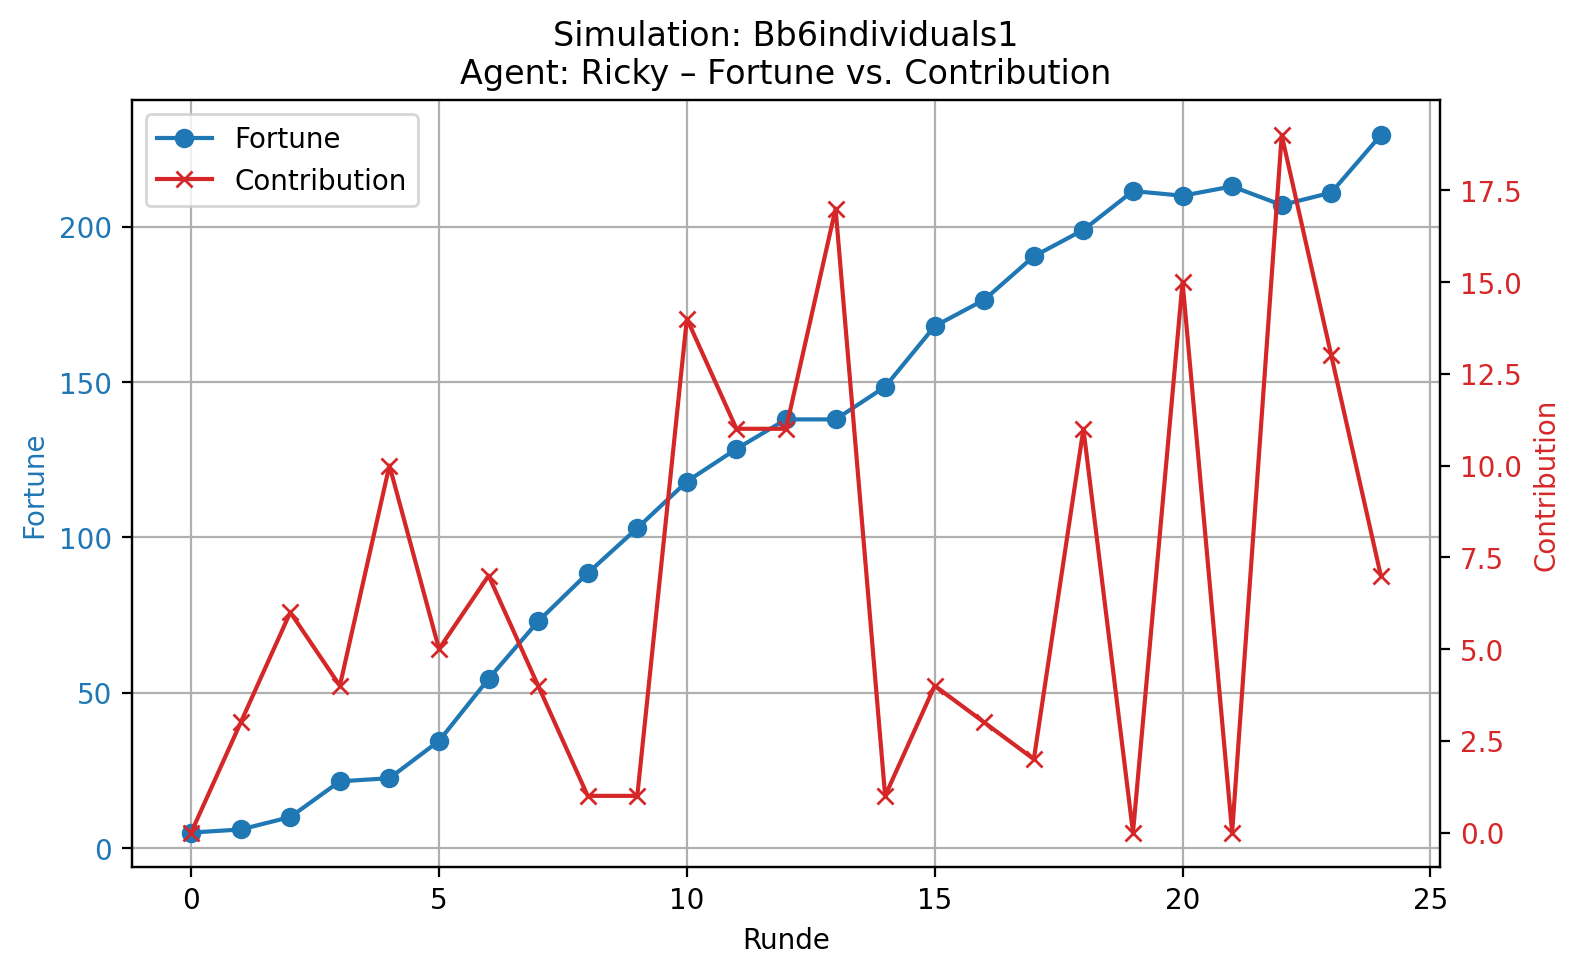 Simulation: Bb6individuals1
Agent: Ricky – Fortune vs. Contribution
Fortune
Contribution
200
150
100
50
0
Fortune
17.5
15.0
12.5
10.0
7.5
5.0
2.5
0.0
Contribution
0 5 10 15 20 25
Runde